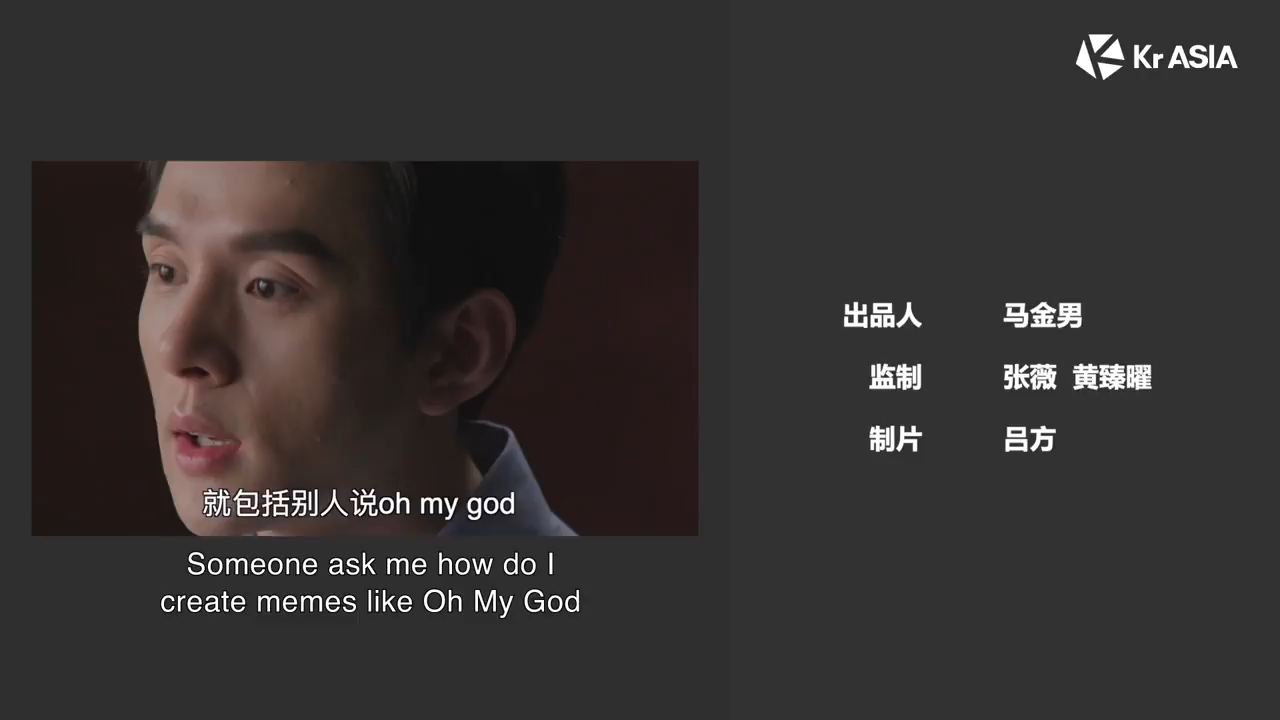 Kr ASIA
就包括别人说oh my god
Someone ask me how do I
create memes like Oh My God
出品人 马金男
监制 张薇 黄臻曜
制片 吕方